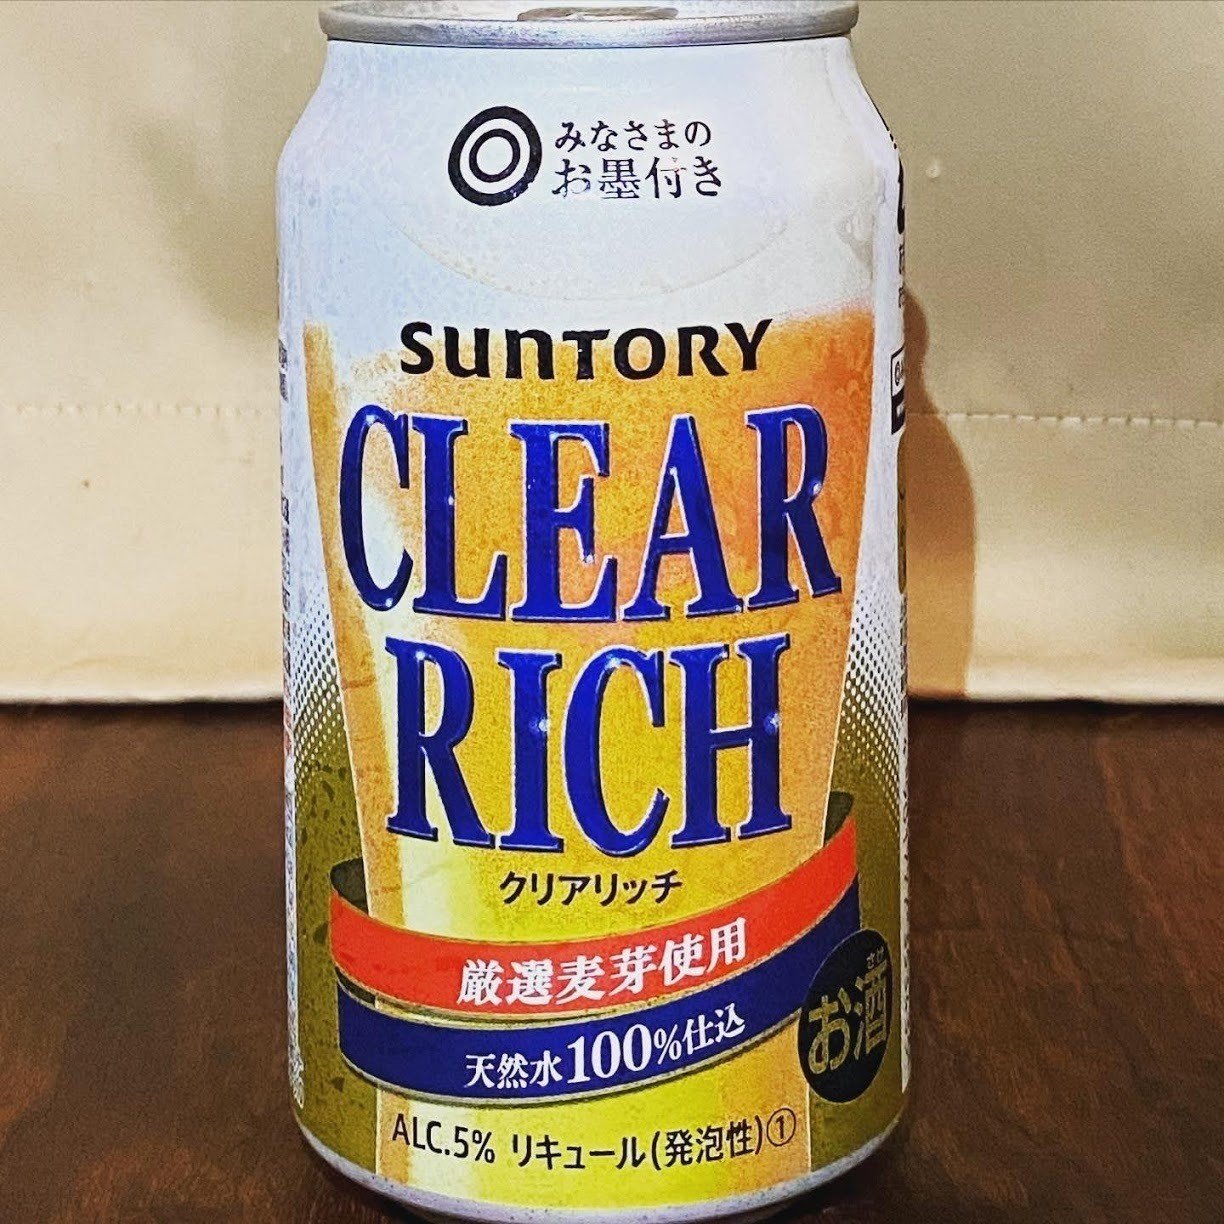 みなさまの
お墨付き
SUNTORY
CLEAR
RICH
クリアリッチ
厳選麦芽使用
天然水100%仕込
お酒
ALC.5% リキュール(発泡性)①